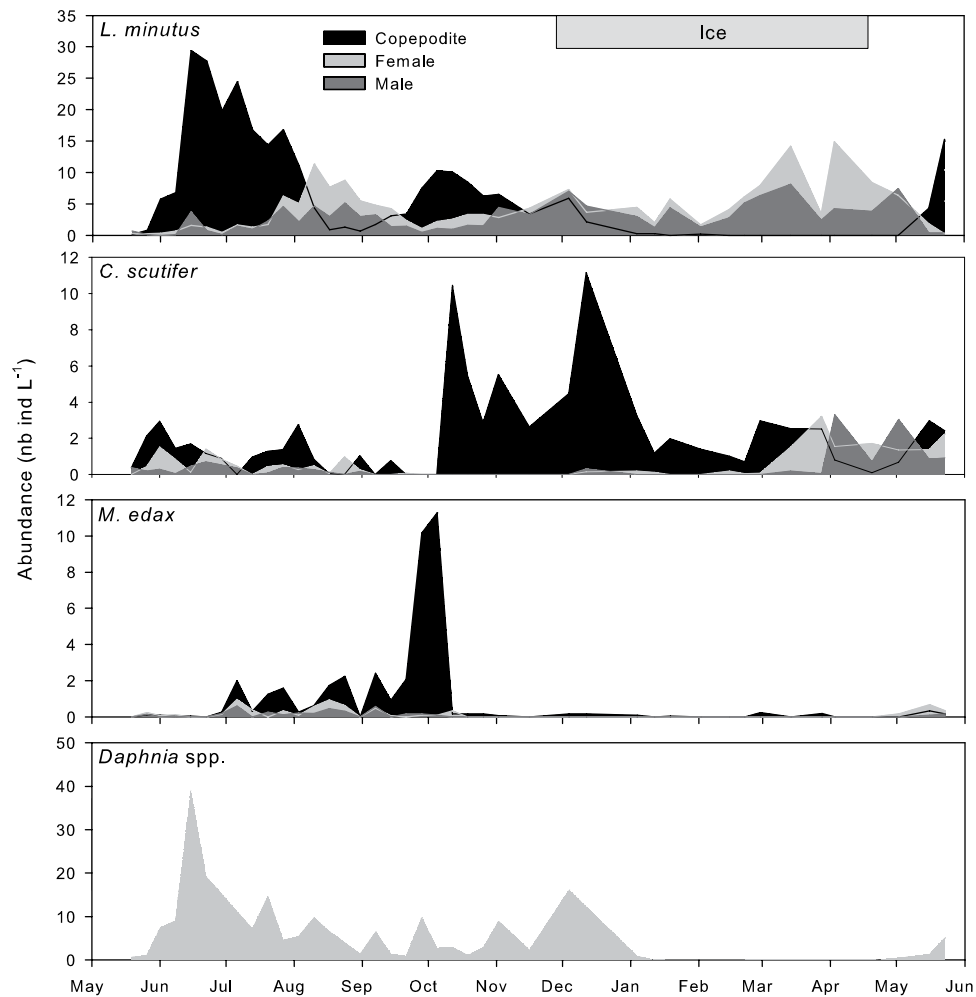 L. minutus
Copepodite
Female
Male
Ice
35
30
25
20
15
10
5
0
C. scutifer
12
10
8
6
4
2
0
Abundance (nb ind L-1)
M. edax
12
10
8
6
4
2
0
Daphnia spp.
50
40
30
20
10
0
May Jun Jul Aug Sep Oct Nov Dec Jan Feb Mar Apr May Jun